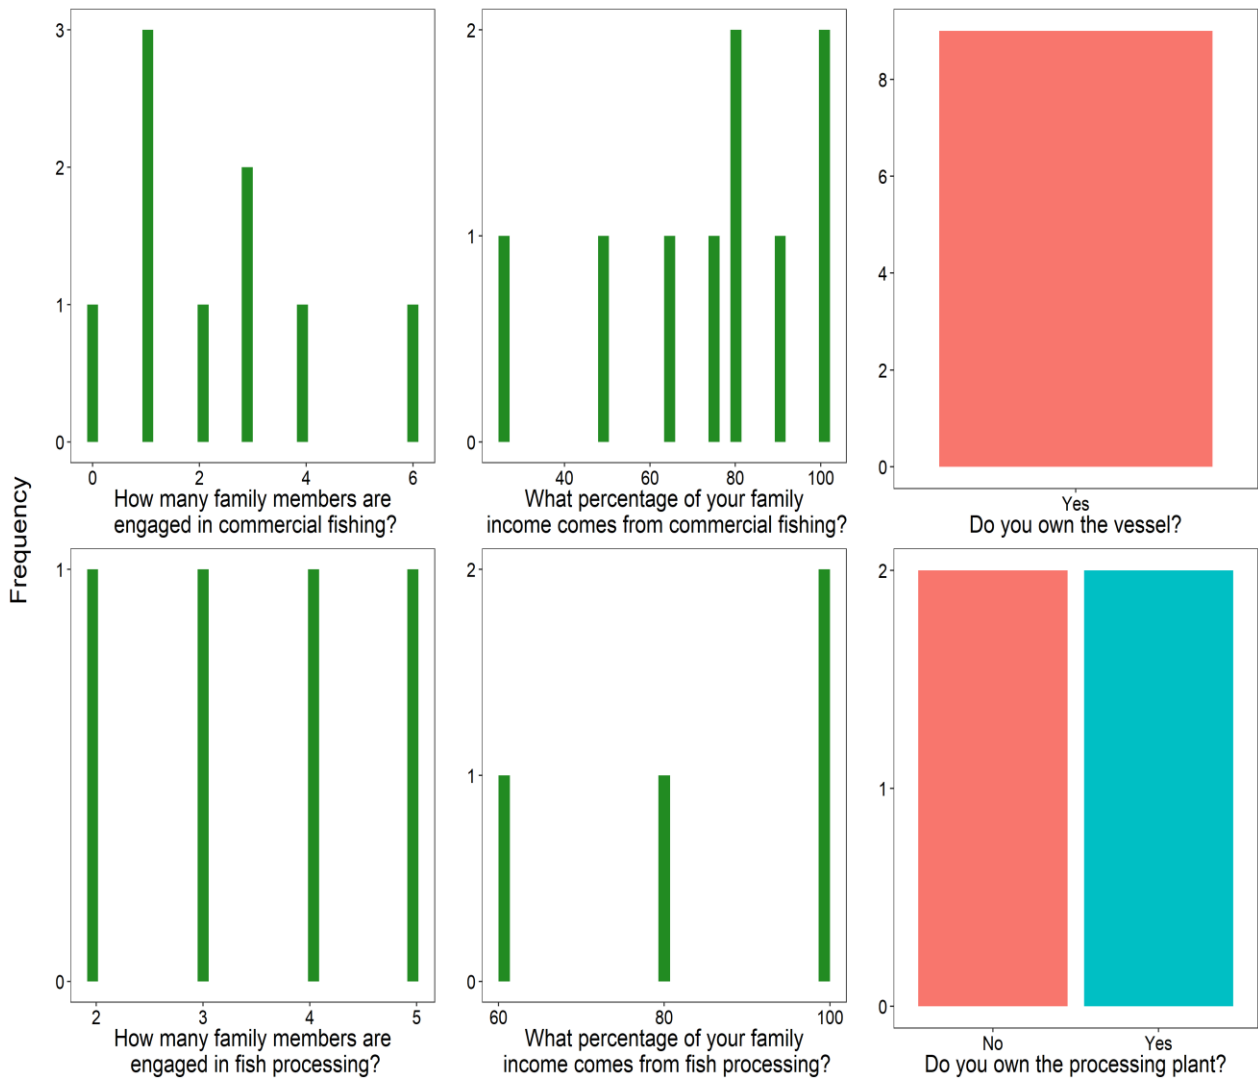 Frequency
3
2
1
0
0 2 4 6
How many family members are
engaged in commercial fishing?
2
1
0
40 60 80 100
What percentage of your family
income comes from commercial fishing?
8
6
4
2
0
Yes
Do you own the vessel?
1
0
2 3 4 5
How many family members are
engaged in fish processing?
2
1
0
60 80 100
What percentage of your family
income comes from fish processing?
2
1
0
No Yes
Do you own the processing plant?